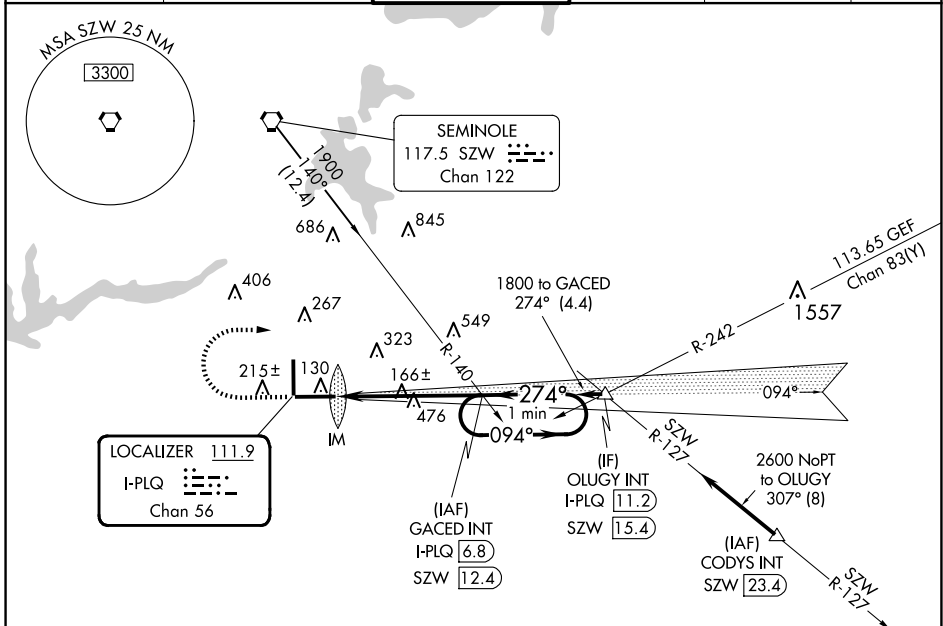 MSA SZW 25 NM
3300
SEMINOLE
117.5 SZW
Chan 122
1900
140°
(12.4)
686
845
113.65 GEF
Chan 83(Y)
406
267
1800 to GACED
274° (4.4)
1557
549
323
R-242
R-140
215±
130
166±
476
274°
1 min
094°
094°
IM
LOCALIZER 111.9
I-PLQ
Chan 56
(IAF)
GACED INT
I-PLQ 6.8
SZW 12.4
(IF)
OLUGY INT
I-PLQ 11.2
SZW 15.4
SZW
R-127
2600 NoPT
to OLUGY
307° (8)
(IAF)
CODYS INT
SZW 23.4
SZW
R-127